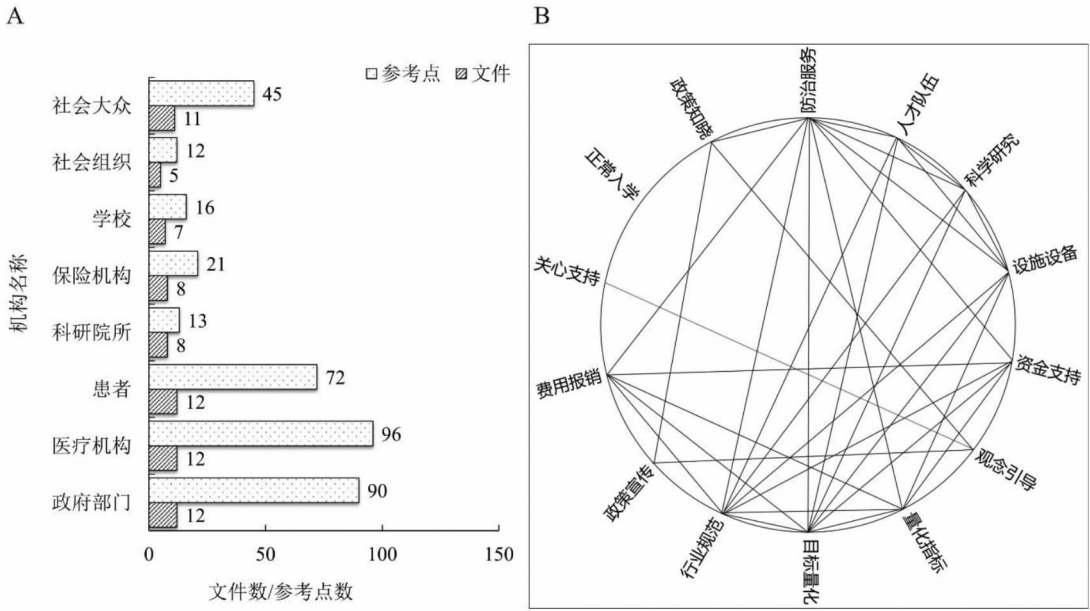 A
B
参考点 文件
机构名称
社会大众 45
11
社会组织 12
5
学校 16
7
保险机构 21
8
科研院所 13
8
患者 72
12
医疗机构 96
12
政府部门 90
12
0 50 100 150
文件数/参考点数
防治服务
人才队伍
科学研究
设施设备
资金支持
观念引导
量化指标
目标量化
行业规范
政策宣传
费用报销
关心支持
正常入学
政策知晓